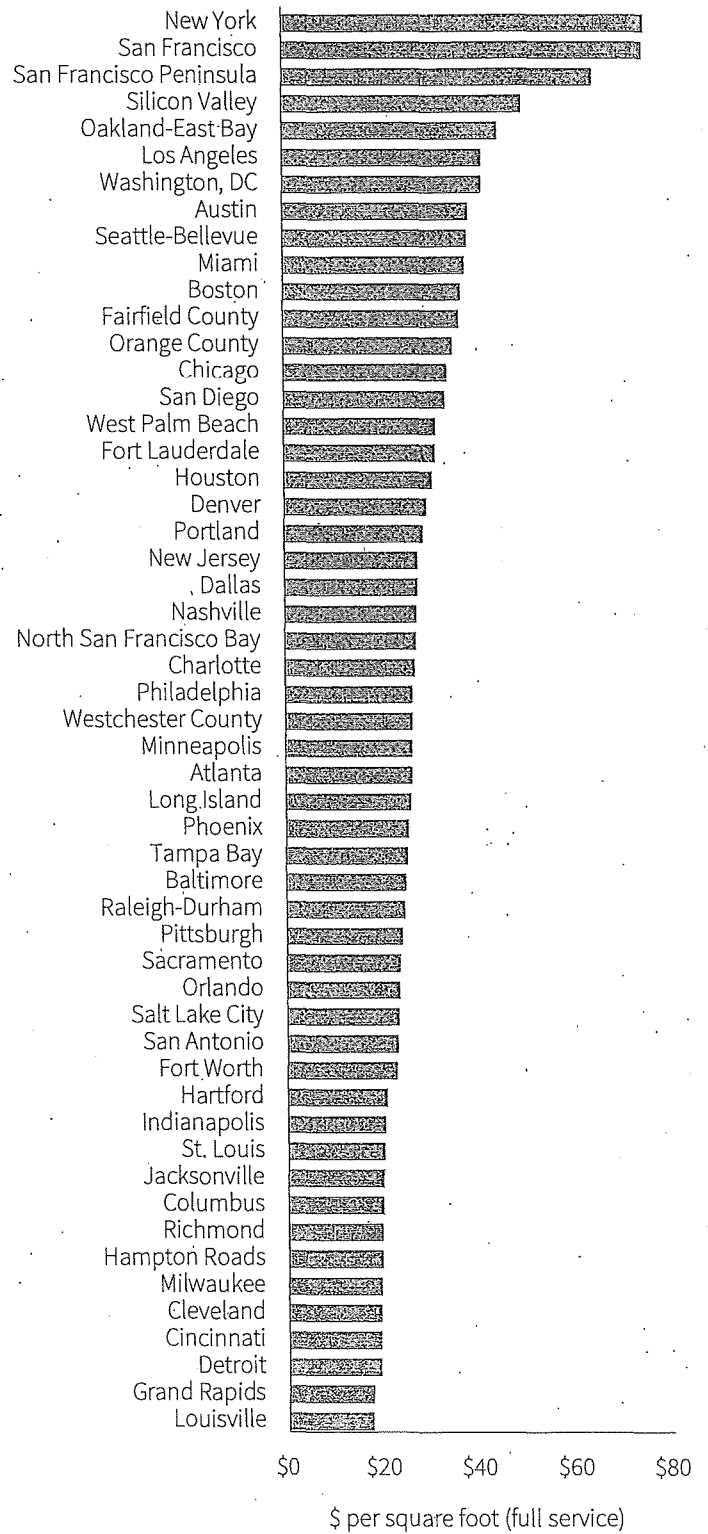 New York
San Francisco
San Francisco Peninsula
Silicon Valley
Oakland-East Bay
Los Angeles
Washington, DC
Austin
Seattle-Bellevue
Miami
Boston
Fairfield County
Orange County
Chicago
San Diego
West Palm Beach
Fort Lauderdale
Houston
Denver
Portland
New Jersey
Dallas
Nashville
North San Francisco Bay
Charlotte
Philadelphia
Westchester County
Minneapolis
Atlanta
Long Island
Phoenix
Tampa Bay
Baltimore
Raleigh-Durham
Pittsburgh
Sacramento
Orlando
Salt Lake City
San Antonio
Fort Worth
Hartford
Indianapolis
St. Louis
Jacksonville
Columbus
Richmond
Hampton Roads
Milwaukee
Cleveland
Cincinnati
Detroit
Grand Rapids
Louisville
$0 $20 $40 $60 $80
$ per square foot (full service)